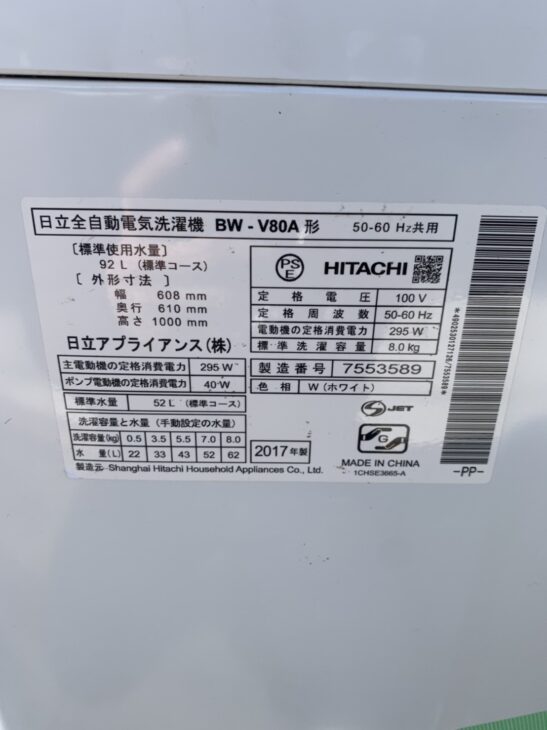 日立全自動電気洗濯機 BW-V80A形 50-60 Hz共用
〔標準使用水量〕
92 L (標準コース)
〔 外形寸法 〕
幅 608 mm
奥行 610 mm
高さ 1000 mm
日立アプライアンス(株)
主電動機の定格消費電力 295 W
ポンプ電動機の定格消費電力 40 W
標準水量 52 L (標準コース)
洗濯容量と水量 (手動設定の水量)
洗濯容量(kg) 0.5 3.5 5.5 7.0 8.0
水 量(L) 22 33 43 52 62
製造元 Shanghai Hitachi Household Appliances Co., Ltd.
PS
E
HITACHI
定格電圧 100 V
定格周波数 50-60 Hz
電動機の定格消費電力 295 W
標準洗濯容量 8.0kg
製造番号 7553589
色相 W (ホワイト)
2017年製
S JET
G
MADE IN CHINA
1CHSE3665-A
*4902530127126/7553589*
-PP-